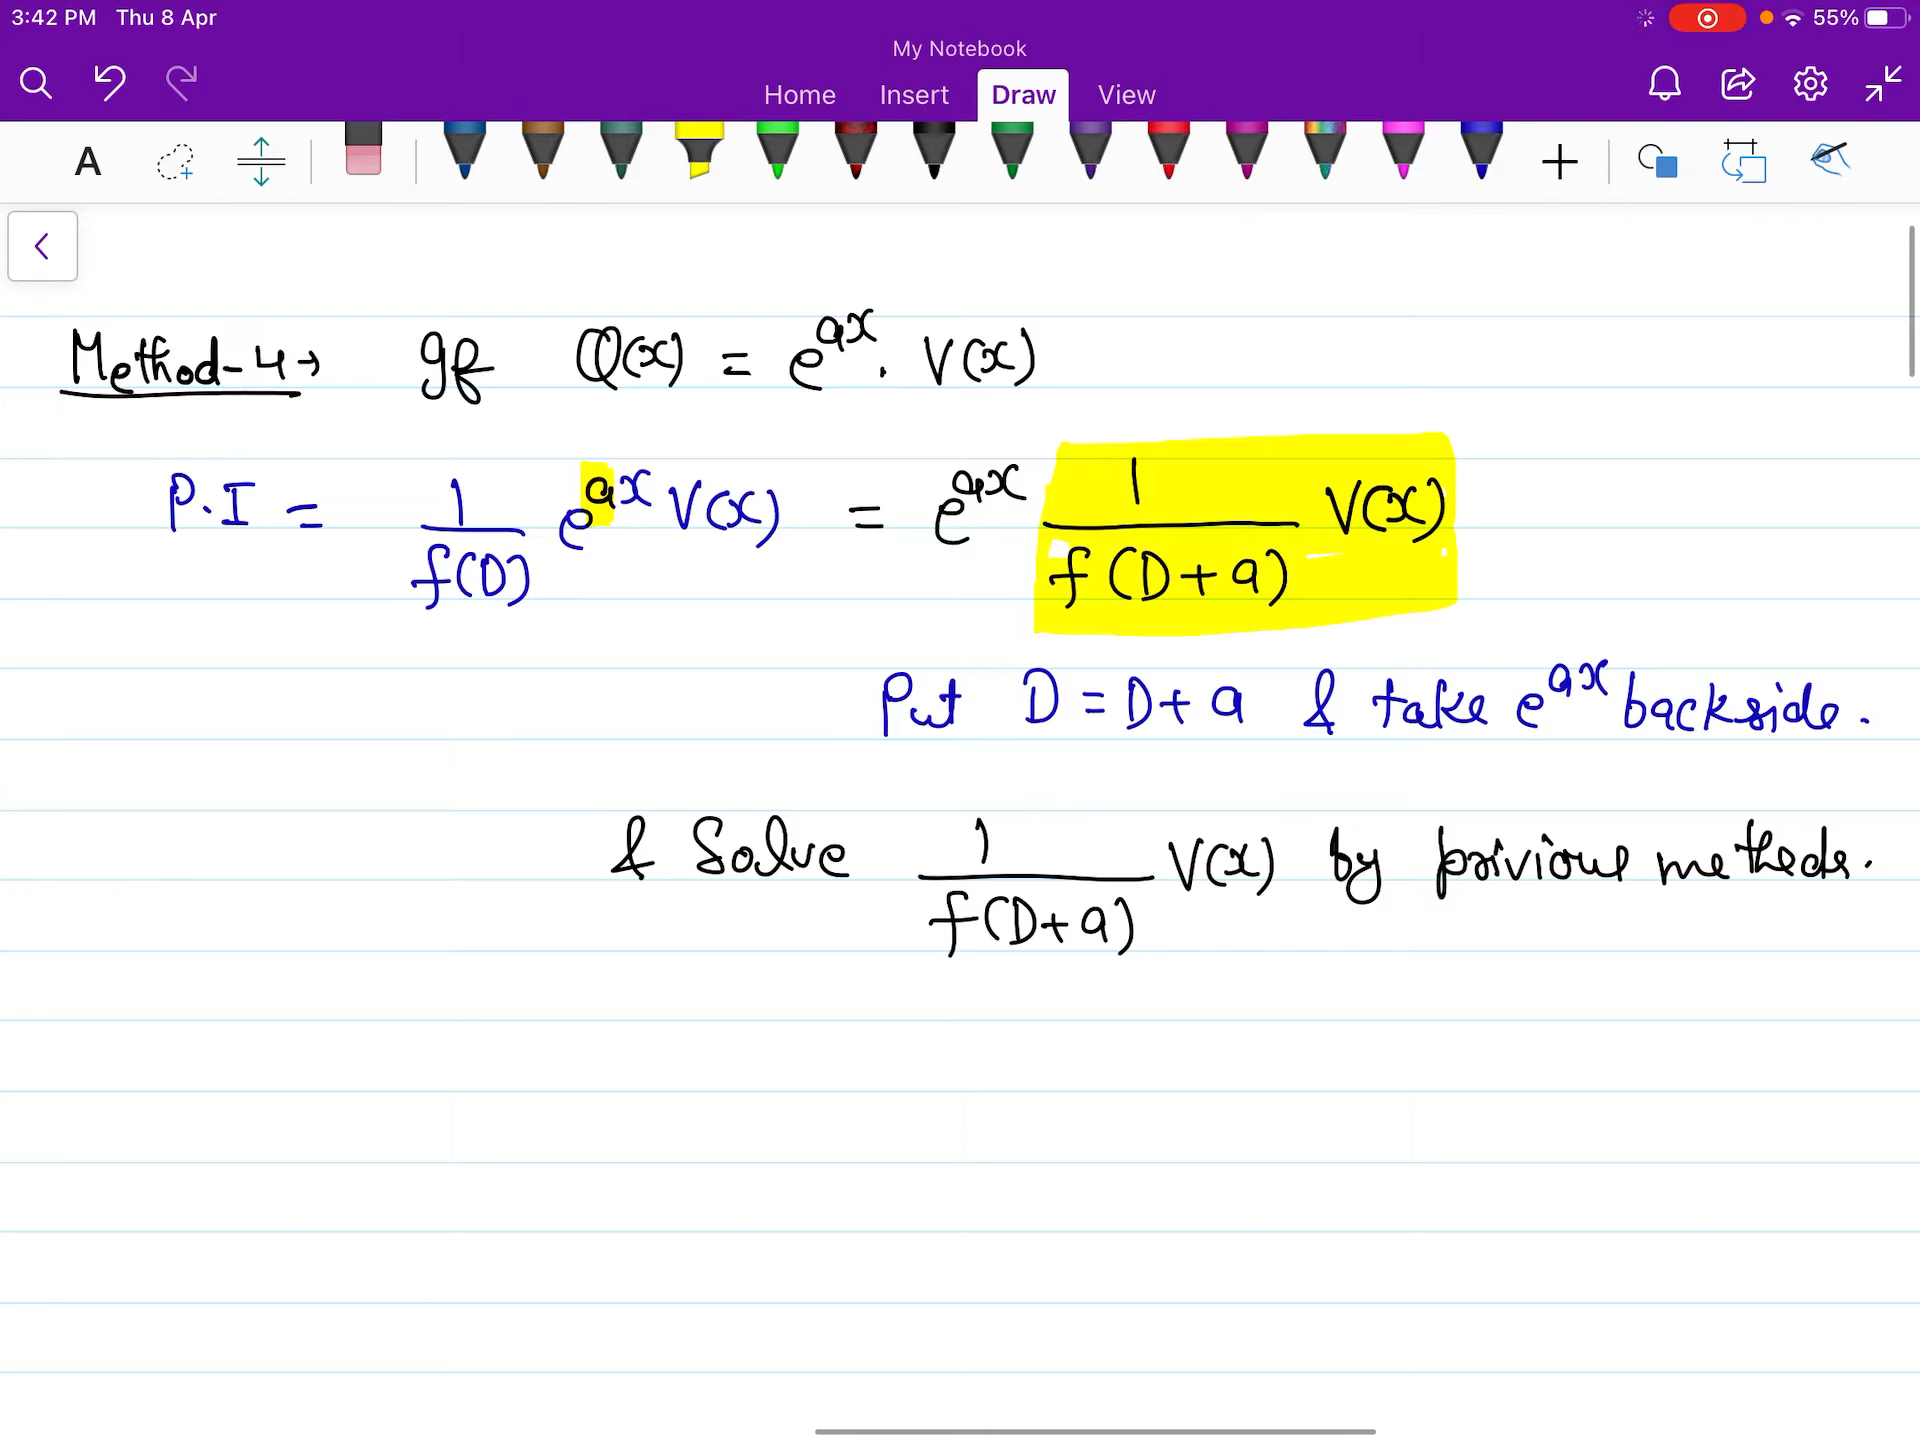 3:42 PM Thu 8 Apr 55%
My Notebook
Home Insert Draw View
A
Method-4→ If Q(x) = e^{ax} . V(x)
P.I = 1/f(D) e^{ax} V(x) = e^{ax} 1/f(D+a) V(x)
Put D = D+a & take e^{ax} backside.
& Solve 1/f(D+a) V(x) by privious methods.